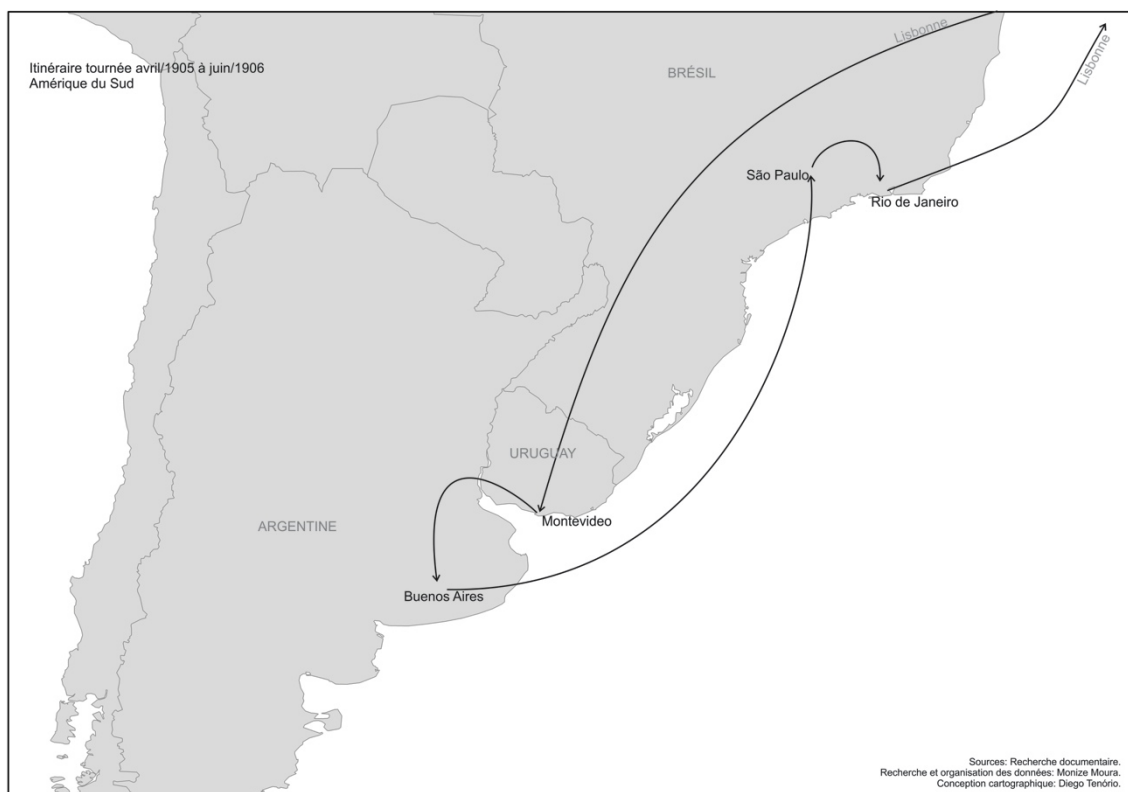 Lisbonne
Lisbonne
Itinéraire tournée avril/1905 à juin/1906
Amérique du Sud
BRÉSIL
São Paulo
Rio de Janeiro
URUGUAY
Montevideo
ARGENTINE
Buenos Aires
Sources: Recherche documentaire.
Recherche et organisation des données: Monize Moura.
Conception cartographique: Diego Tenório.